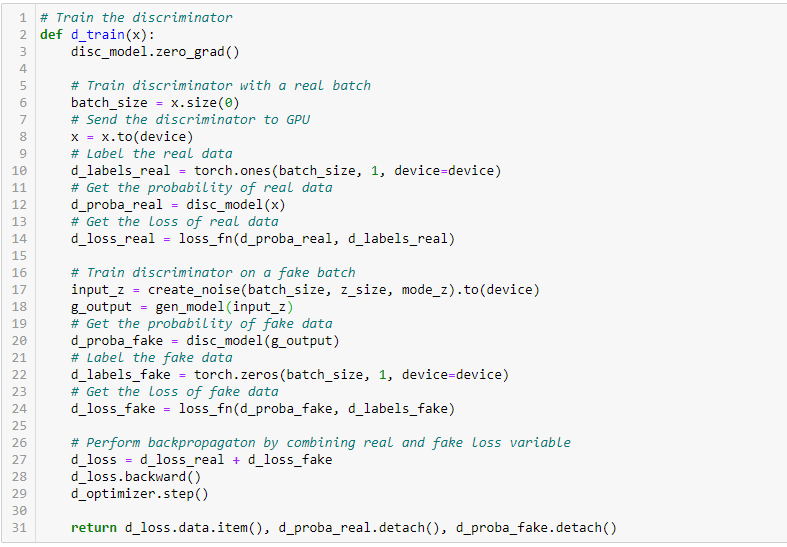 1 # Train the discriminator
2 def d_train(x):
3     disc_model.zero_grad()
4
5     # Train discriminator with a real batch
6     batch_size = x.size(0)
7     # Send the discriminator to GPU
8     x = x.to(device)
9     # Label the real data
10     d_labels_real = torch.ones(batch_size, 1, device=device)
11     # Get the probability of real data
12     d_proba_real = disc_model(x)
13     # Get the loss of real data
14     d_loss_real = loss_fn(d_proba_real, d_labels_real)
15
16     # Train discriminator on a fake batch
17     input_z = create_noise(batch_size, z_size, mode_z).to(device)
18     g_output = gen_model(input_z)
19     # Get the probability of fake data
20     d_proba_fake = disc_model(g_output)
21     # Label the fake data
22     d_labels_fake = torch.zeros(batch_size, 1, device=device)
23     # Get the loss of fake data
24     d_loss_fake = loss_fn(d_proba_fake, d_labels_fake)
25
26     # Perform backpropagaton by combining real and fake loss variable
27     d_loss = d_loss_real + d_loss_fake
28     d_loss.backward()
29     d_optimizer.step()
30
31     return d_loss.data.item(), d_proba_real.detach(), d_proba_fake.detach()